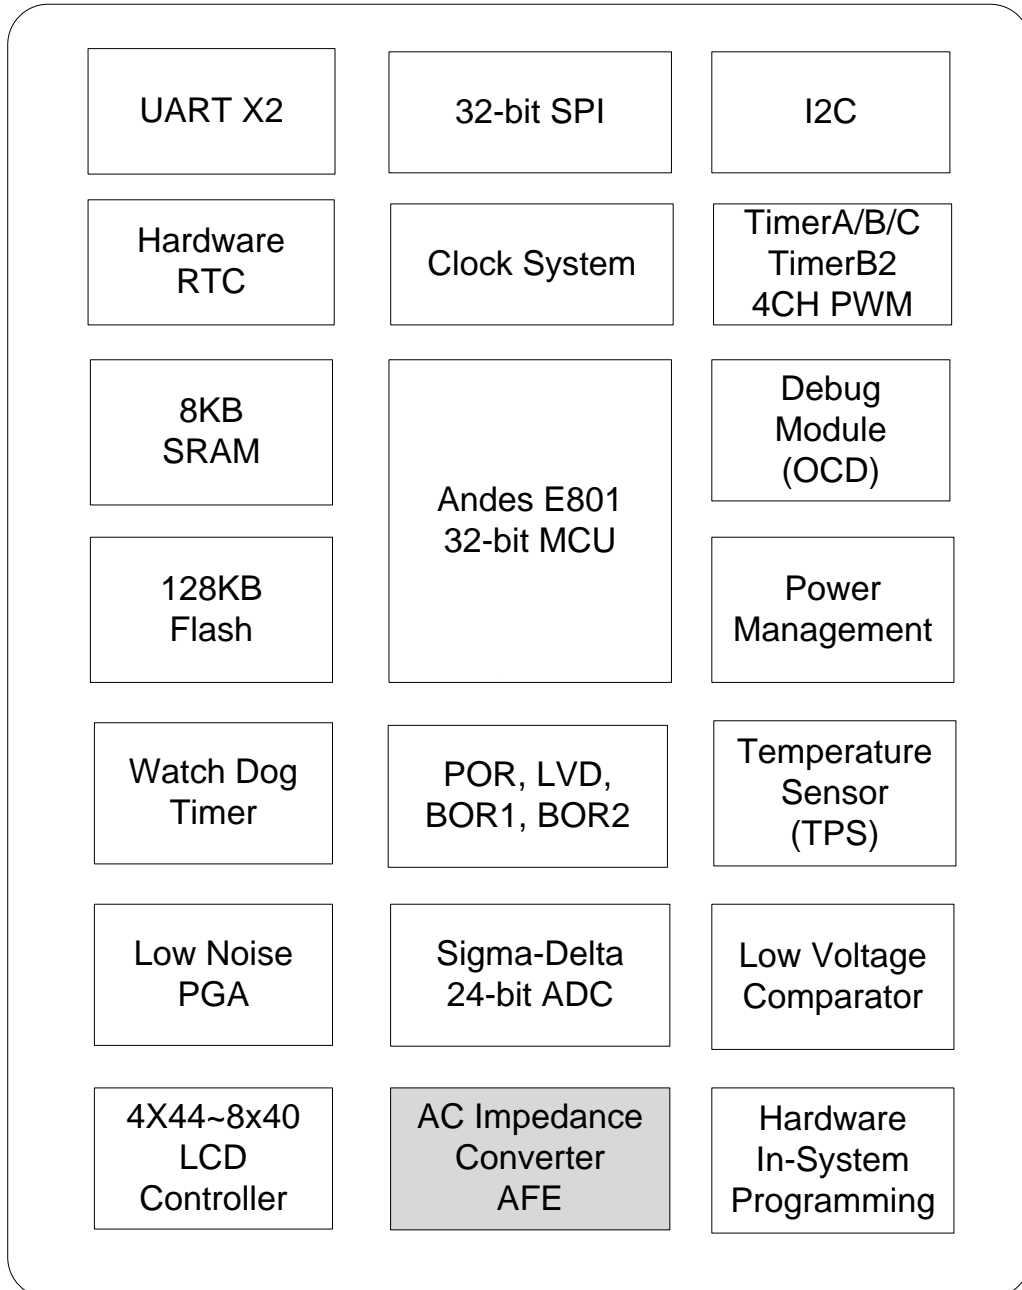 UART X2
32-bit SPI
I2C
Hardware
RTC
Clock System
TimerA/B/C
TimerB2
4CH PWM
8KB
SRAM
Andes E801
32-bit MCU
Debug
Module
(OCD)
128KB
Flash
Power
Management
Watch Dog
Timer
POR, LVD,
BOR1, BOR2
Temperature
Sensor
(TPS)
Low Noise
PGA
Sigma-Delta
24-bit ADC
Low Voltage
Comparator
4X44~8x40
LCD
Controller
AC Impedance
Converter
AFE
Hardware
In-System
Programming